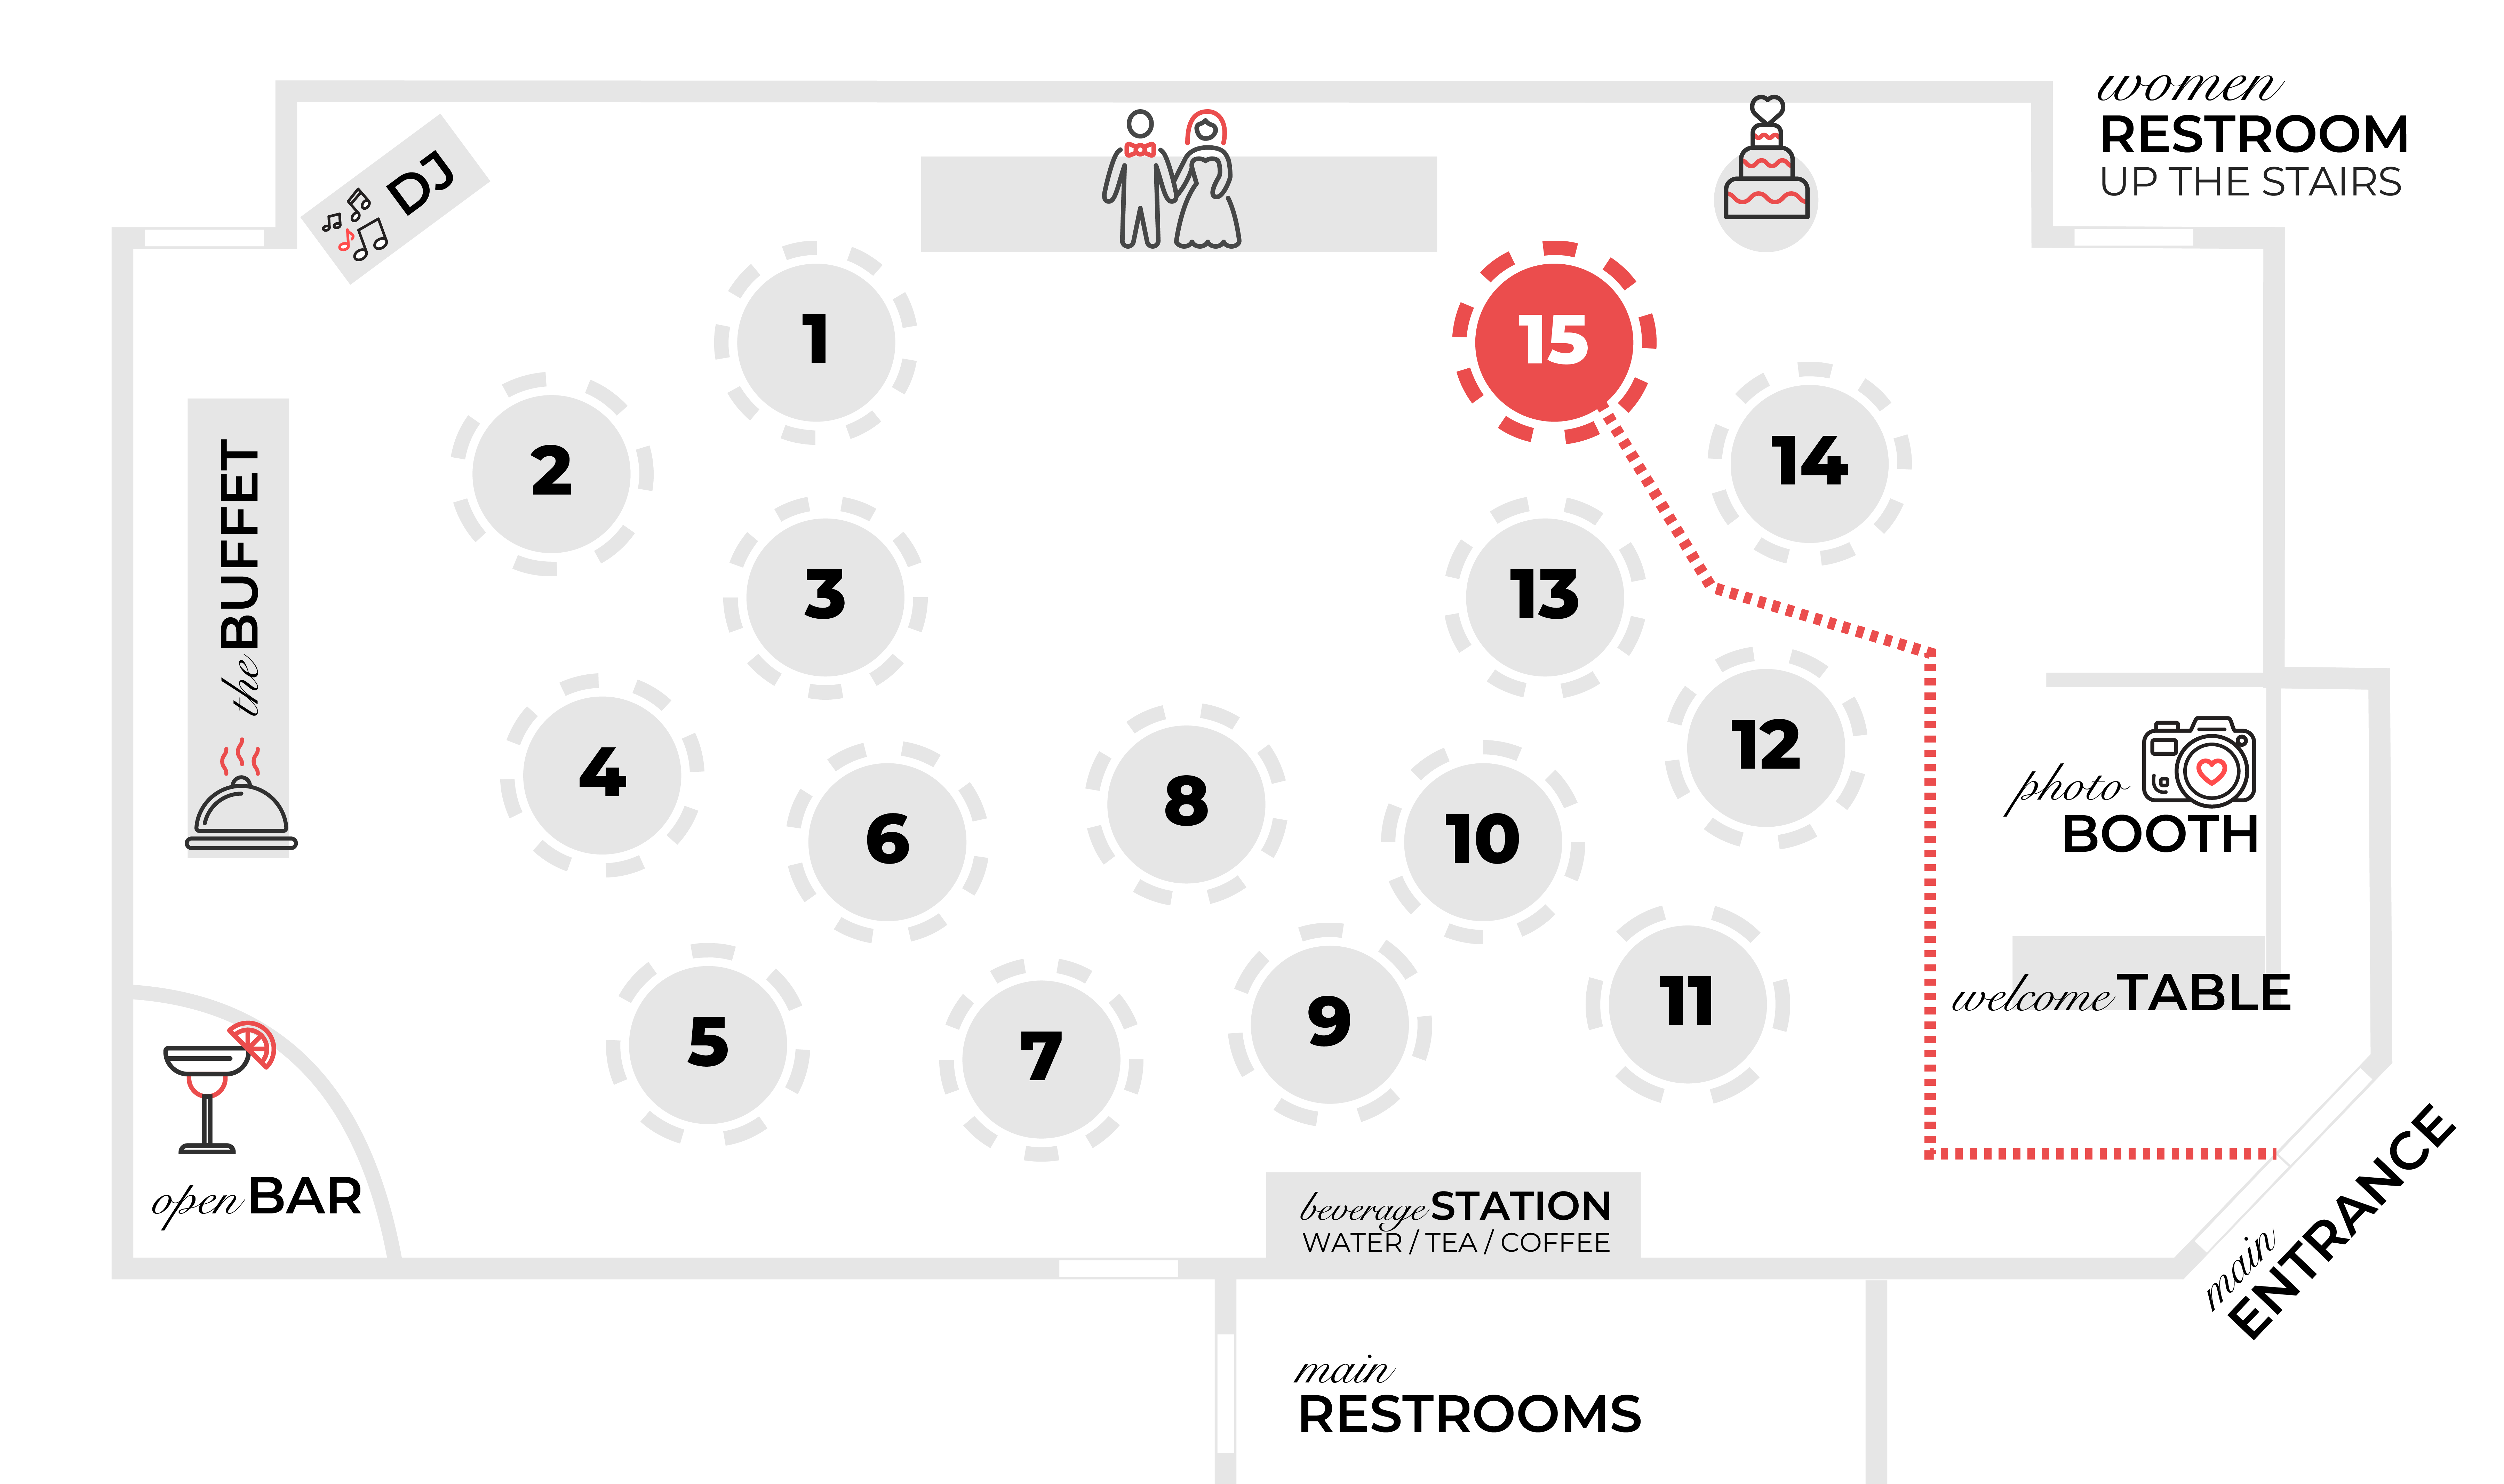 women
RESTROOM
UP THE STAIRS
DJ
1
15
2
14
the BUFFET
3
13
4
12
6
8
10
photo
BOOTH
5
7
9
11
welcome TABLE
open BAR
beverage STATION
WATER / TEA / COFFEE
main
ENTRANCE
main
RESTROOMS